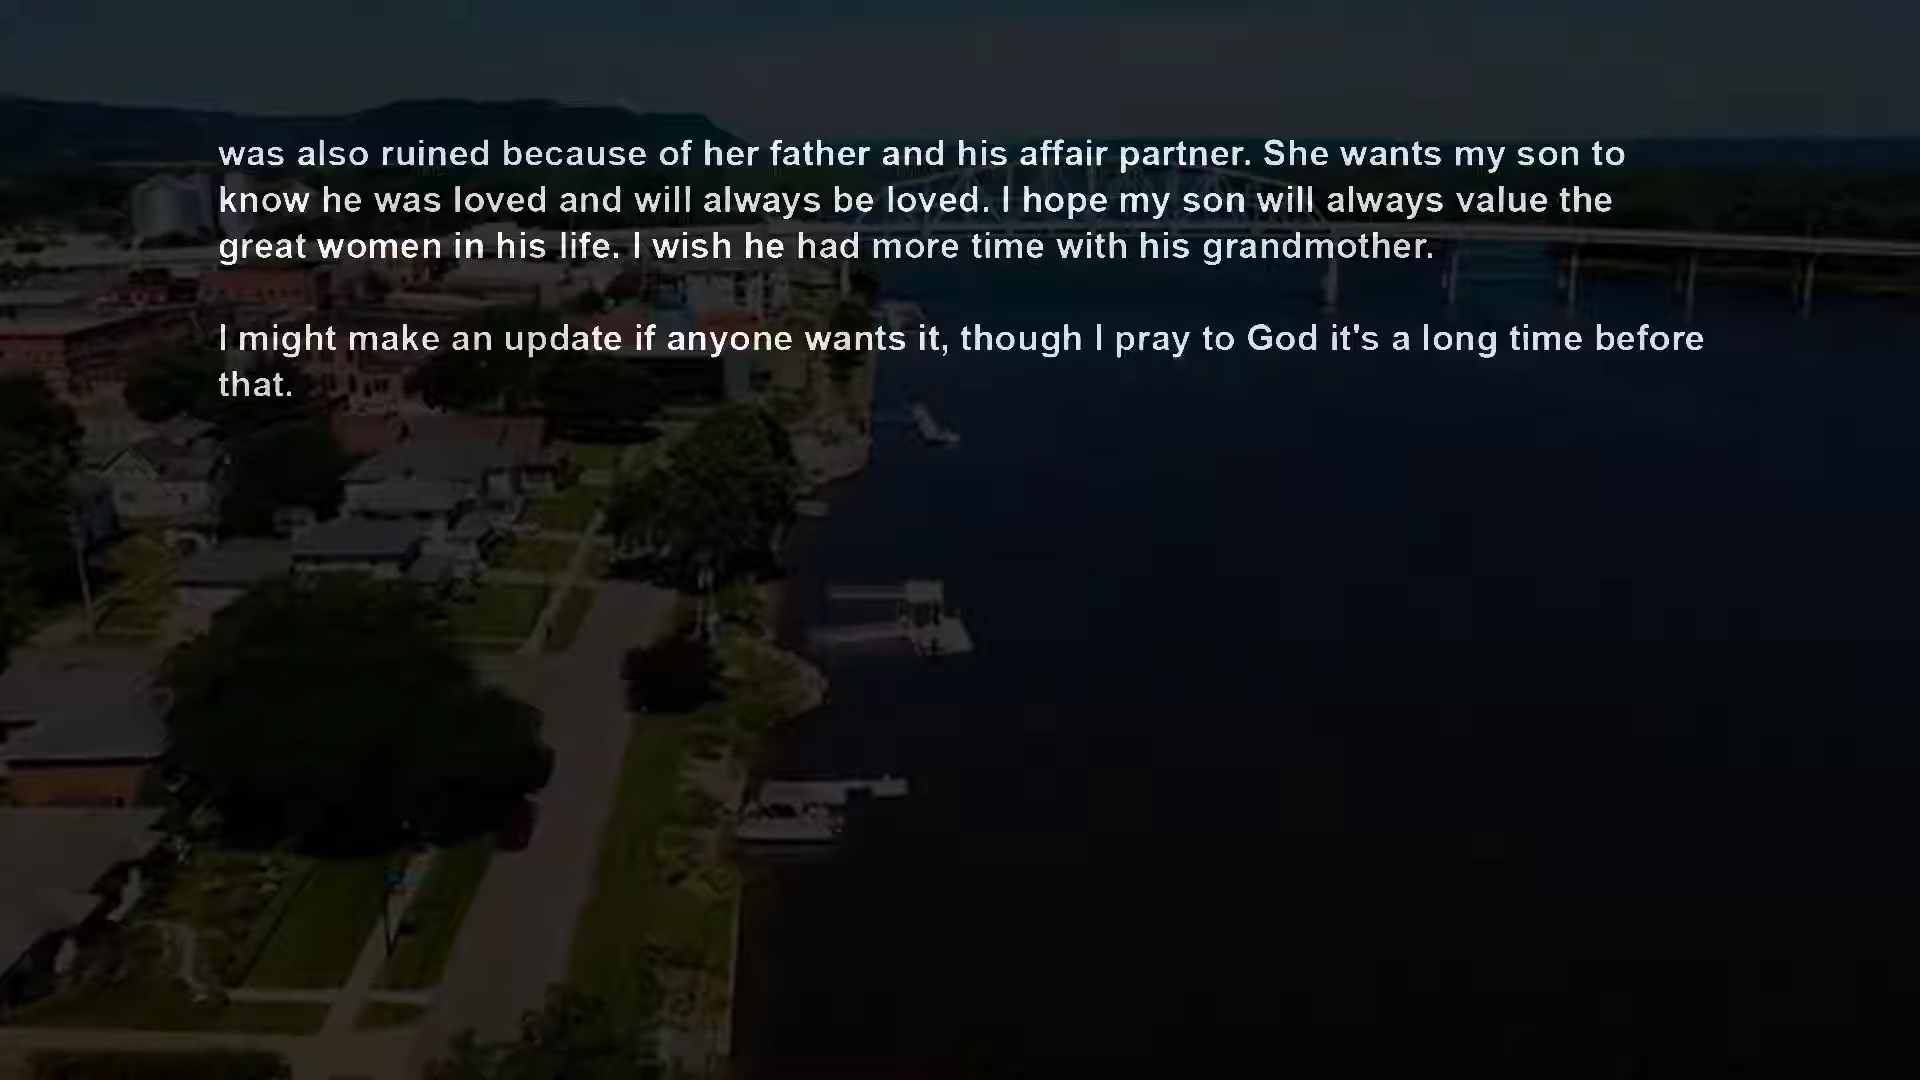 was also ruined because of her father and his affair partner. She wants my son to
know he was loved and will always be loved. I hope my son will always value the
great women in his life. I wish he had more time with his grandmother.
I might make an update if anyone wants it, though I pray to God it's a long time before
that.